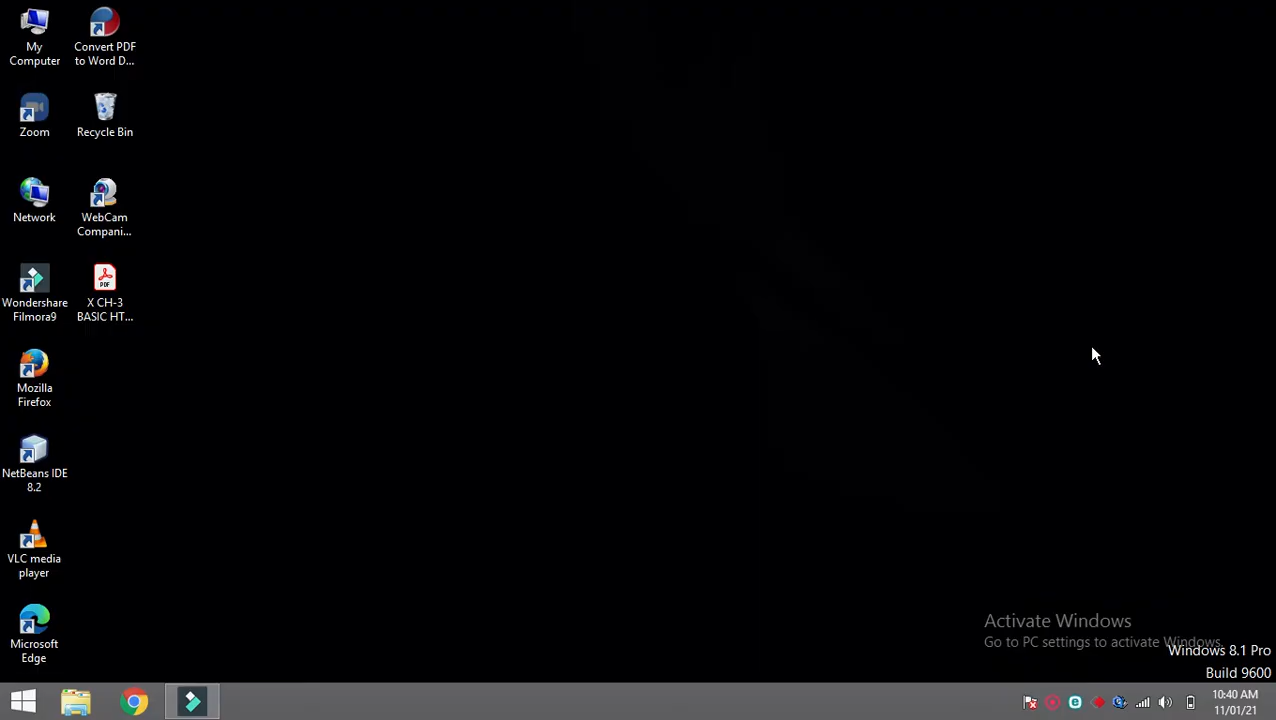 My
Computer
Convert PDF
to Word D...
Zoom
Recycle Bin
Network
WebCam
Compani...
Wondershare
Filmora9
PDF
X CH-3
BASIC HT...
Mozilla
Firefox
NetBeans IDE
8.2
VLC media
player
Microsoft
Edge
Activate Windows
Go to PC settings to activate Windows.
Windows 8.1 Pro
Build 9600
10:40 AM
11/01/21